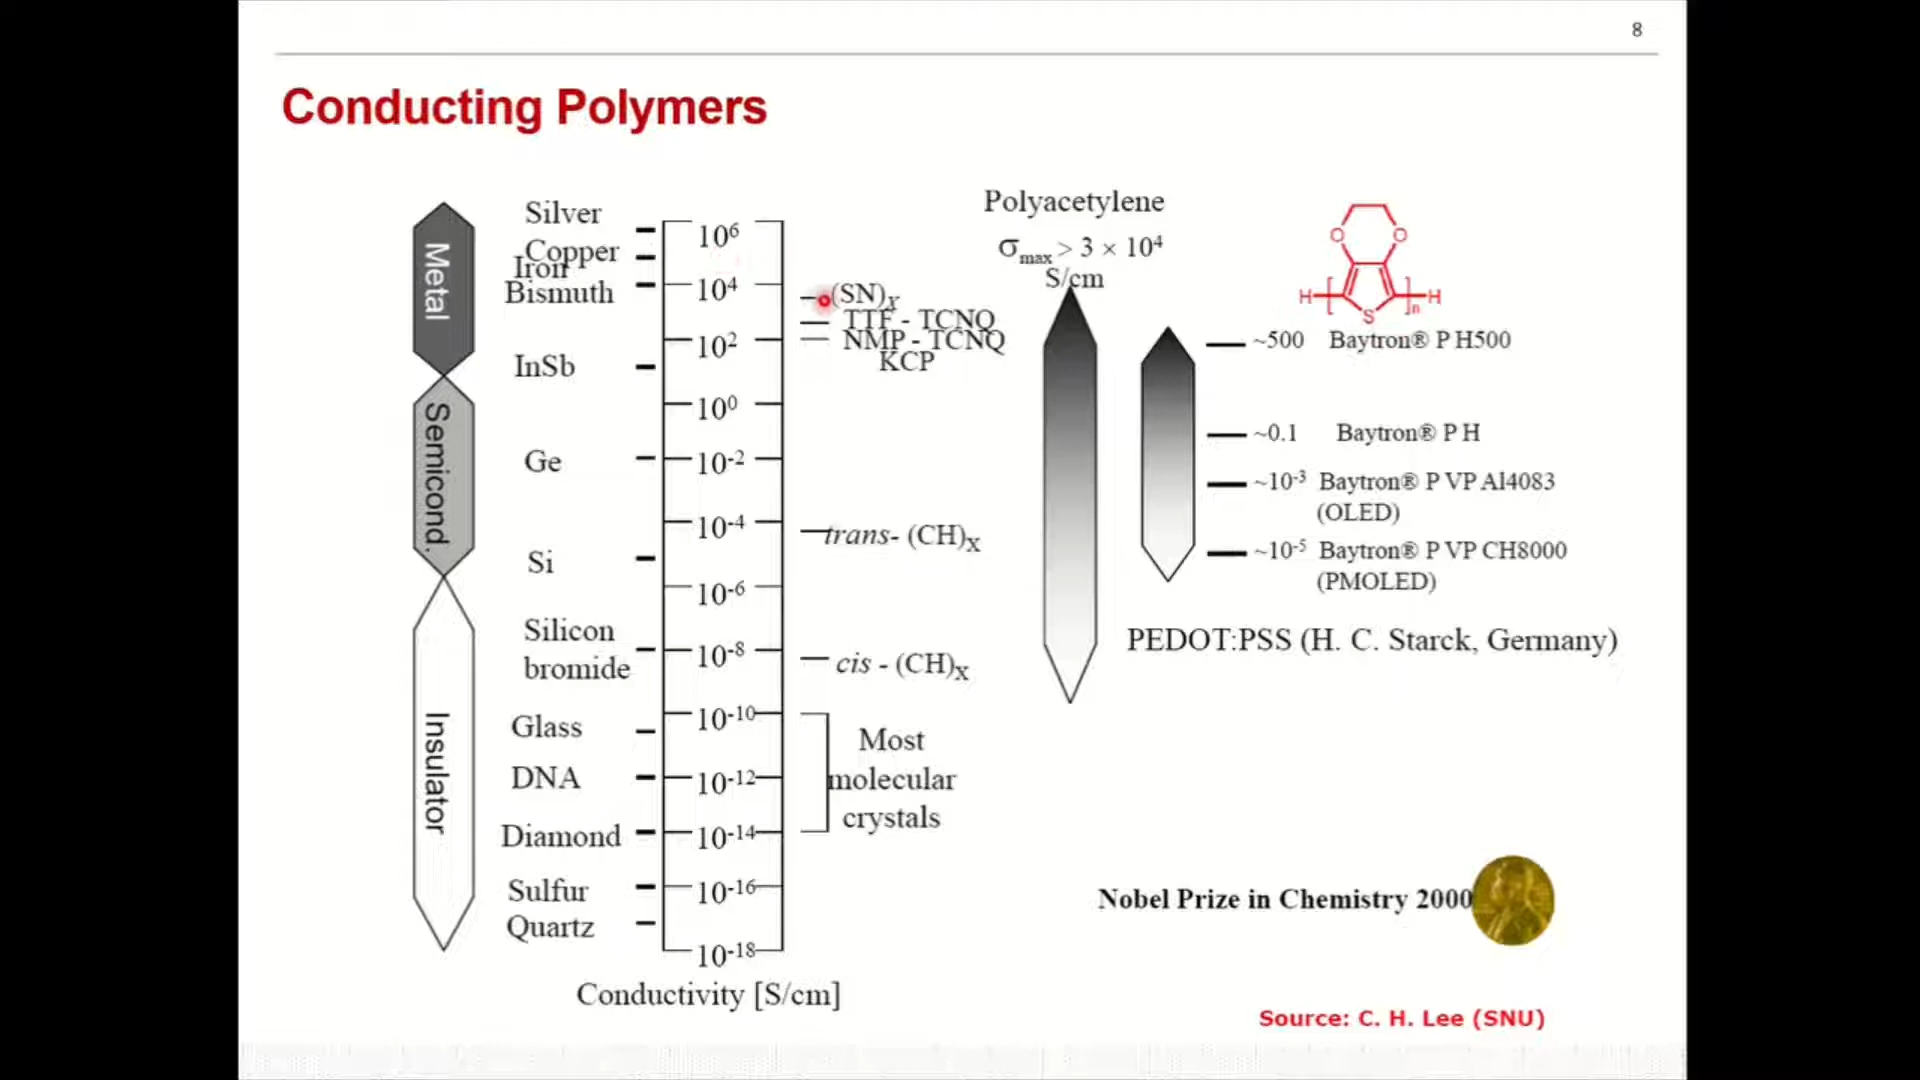 8
Conducting Polymers
Metal
Semicond.
Insulator
Silver
Copper
Iron
Bismuth
InSb
Ge
Si
Silicon
bromide
Glass
DNA
Diamond
Sulfur
Quartz
10⁶
10⁴
10²
10⁰
10⁻²
10⁻⁴
10⁻⁶
10⁻⁸
10⁻¹⁰
10⁻¹²
10⁻¹⁴
10⁻¹⁶
10⁻¹⁸
Conductivity [S/cm]
(SN)ₓ
TTF - TCNQ
NMP - TCNQ
KCP
trans- (CH)ₓ
cis - (CH)ₓ
Most
molecular
crystals
Polyacetylene
σmax > 3 × 10⁴
S/cm
O O
H [ S ]n H
~500 Baytron® P H500
~0.1 Baytron® P H
~10⁻³ Baytron® P VP Al4083
(OLED)
~10⁻⁵ Baytron® P VP CH8000
(PMOLED)
PEDOT:PSS (H. C. Starck, Germany)
Nobel Prize in Chemistry 2000
Source: C. H. Lee (SNU)